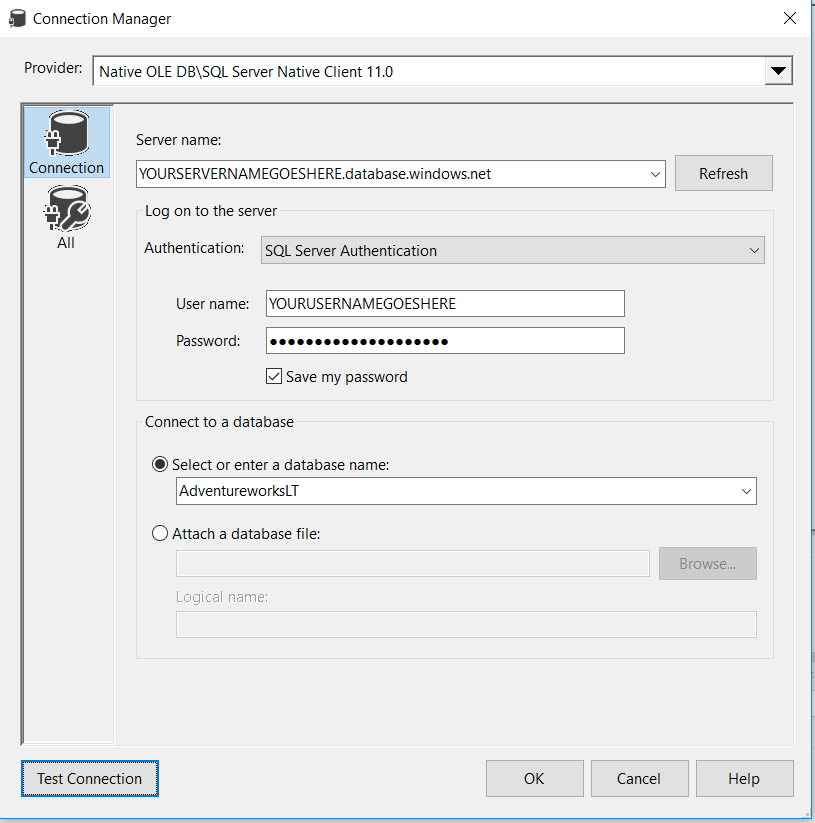 Connection Manager
Provider: Native OLE DB\SQL Server Native Client 11.0
Connection
All
Server name:
YOURSERVERNAMEGOESHERE.database.windows.net Refresh
Log on to the server
Authentication: SQL Server Authentication
User name: YOURUSERNAMEGOESHERE
Password: ●●●●●●●●●●●●●●●●●●●●
Save my password
Connect to a database
Select or enter a database name:
AdventureworksLT
Attach a database file:
Browse...
Logical name:
Test Connection OK Cancel Help